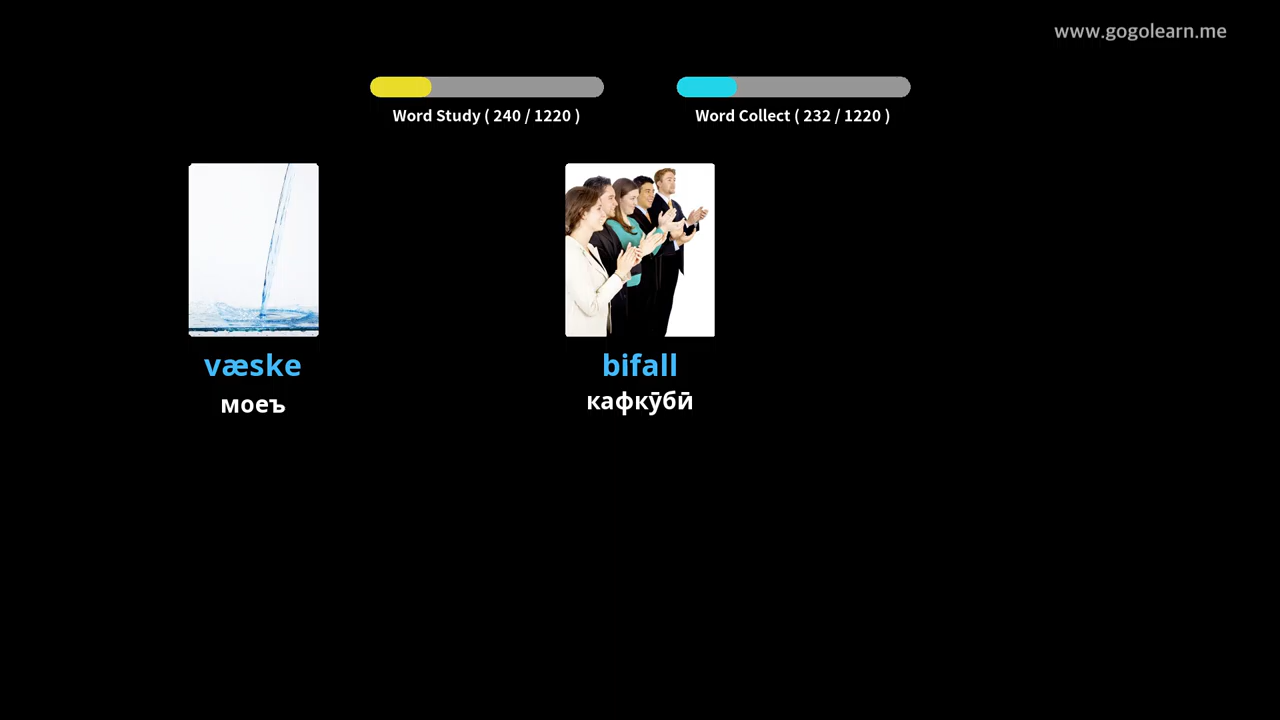 www.gogolearn.me
Word Study ( 240 / 1220 )
Word Collect ( 232 / 1220 )
væske
bifall
моеъ
кафкӯбӣ